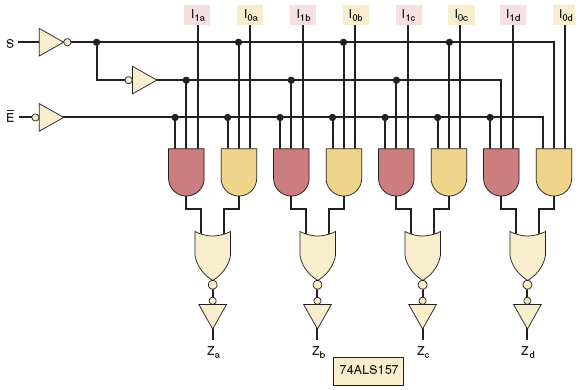 I1a I0a I1b I0b I1c I0c I1d I0d
S
E̅
Za Zb Zc Zd
74ALS157